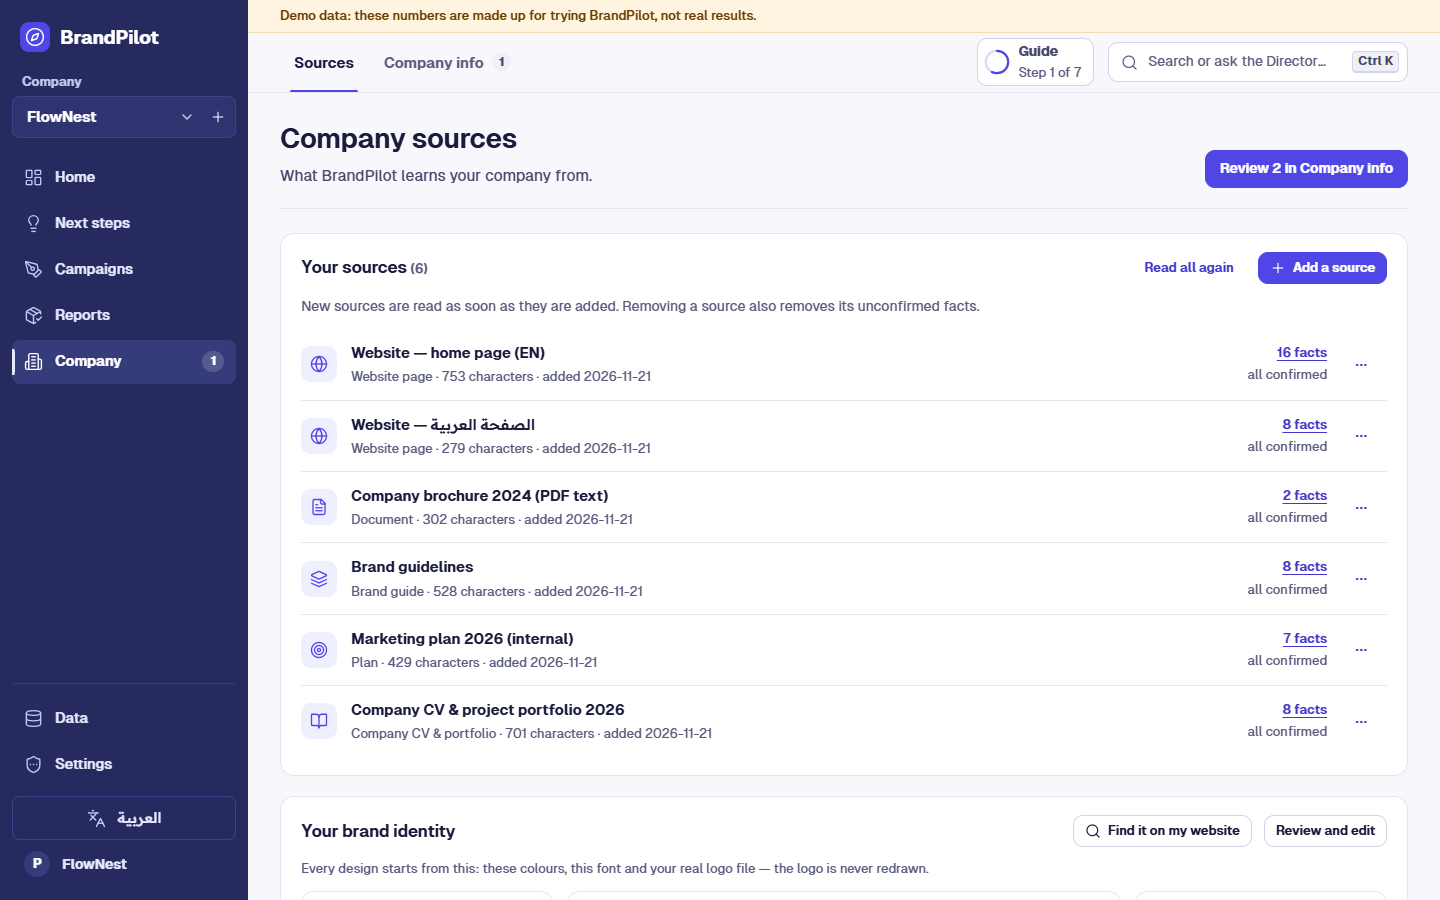 BrandPilot
Company
FlowNest
Home
Next steps
Campaigns
Reports
Company 1
Data
Settings
العربية
P FlowNest
Demo data: these numbers are made up for trying BrandPilot, not real results.
Sources
Company info 1
Guide
Step 1 of 7
Search or ask the Director... Ctrl K
Company sources
What BrandPilot learns your company from.
Review 2 in Company info
Your sources (6)
Read all again
Add a source
New sources are read as soon as they are added. Removing a source also removes its unconfirmed facts.
Website — home page (EN)
Website page · 753 characters · added 2026-11-21
16 facts
all confirmed
Website — الصفحة العربية
Website page · 279 characters · added 2026-11-21
8 facts
all confirmed
Company brochure 2024 (PDF text)
Document · 302 characters · added 2026-11-21
2 facts
all confirmed
Brand guidelines
Brand guide · 528 characters · added 2026-11-21
8 facts
all confirmed
Marketing plan 2026 (internal)
Plan · 429 characters · added 2026-11-21
7 facts
all confirmed
Company CV & project portfolio 2026
Company CV & portfolio · 701 characters · added 2026-11-21
8 facts
all confirmed
Your brand identity
Find it on my website
Review and edit
Every design starts from this: these colours, this font and your real logo file — the logo is never redrawn.